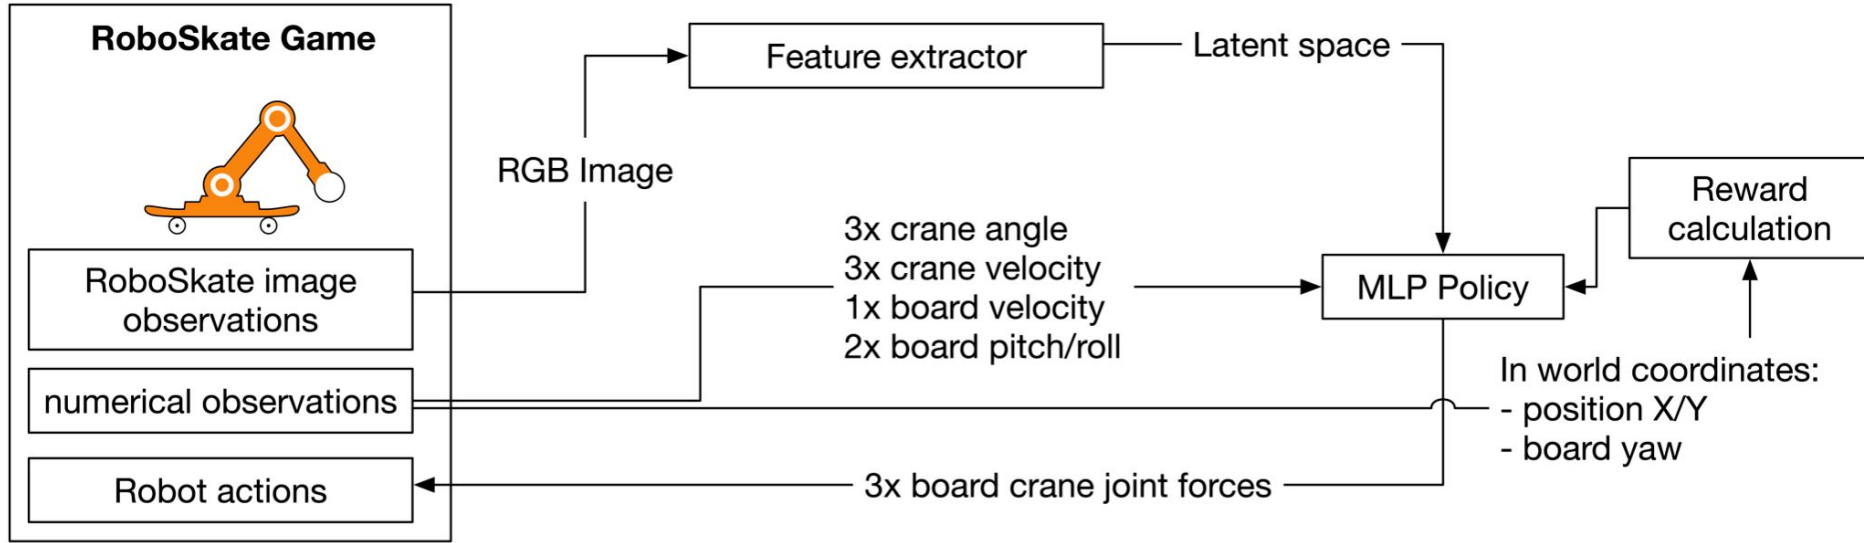 RoboSkate Game
RoboSkate image
observations
numerical observations
Robot actions
RGB Image
Feature extractor
Latent space
3x crane angle
3x crane velocity
1x board velocity
2x board pitch/roll
MLP Policy
Reward
calculation
In world coordinates:
- position X/Y
- board yaw
3x board crane joint forces